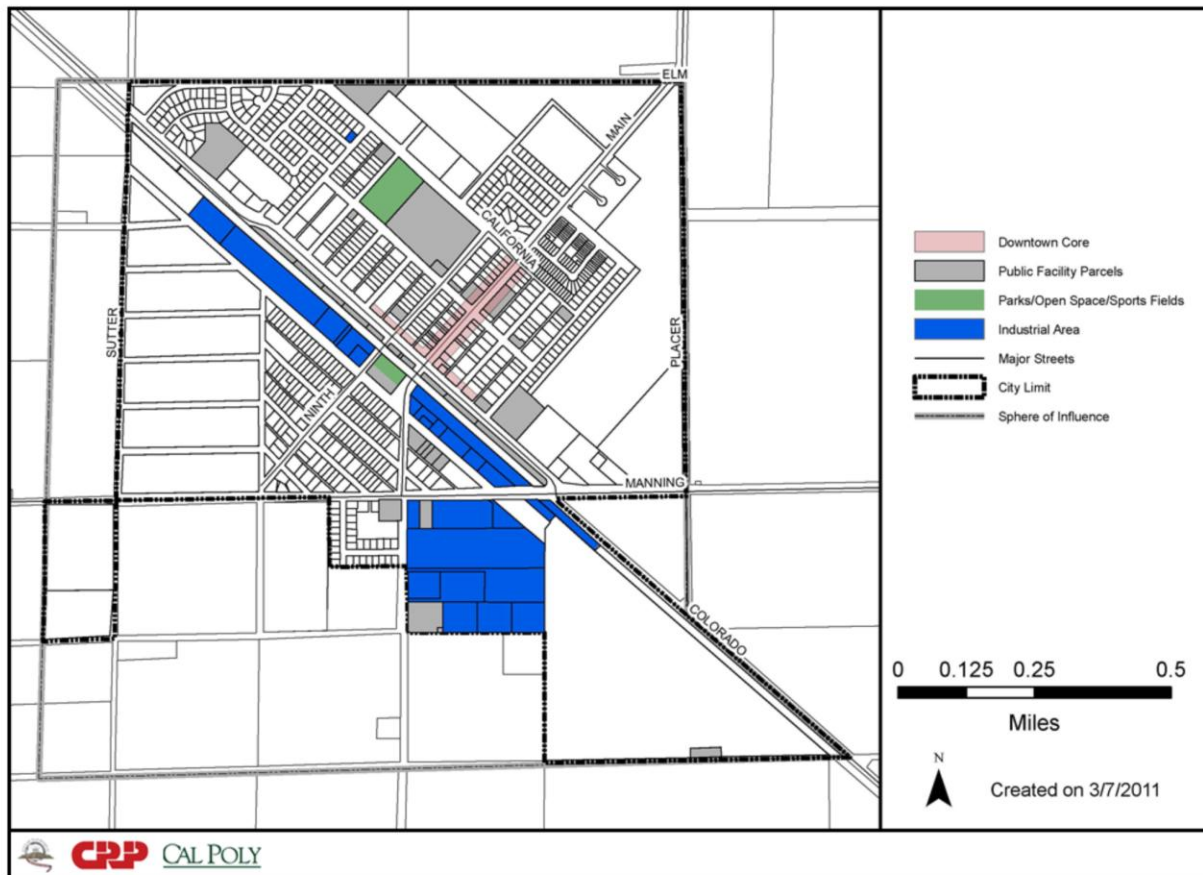 ELM
MAIN
CALIFORNIA
SUTTER
PLACER
NINTH
MANNING
COLORADO
Downtown Core
Public Facility Parcels
Parks/Open Space/Sports Fields
Industrial Area
Major Streets
City Limit
Sphere of Influence
0 0.125 0.25 0.5
Miles
N
Created on 3/7/2011
CRP CAL POLY